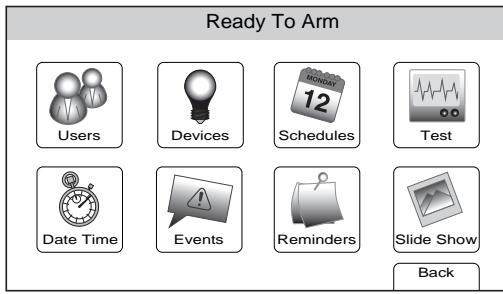 Ready To Arm
MONDAY
12
Users
Devices
Schedules
Test
Date Time
Events
Reminders
Slide Show
Back